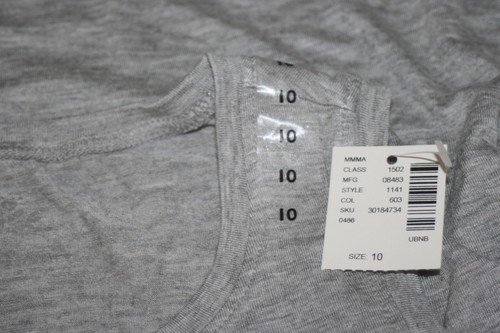 10
10
10
10
10
MMMA
CLASS 1502
MFG 08483
STYLE 1141
COL 603
SKU 30184734
0486
UBNB
SIZE: 10